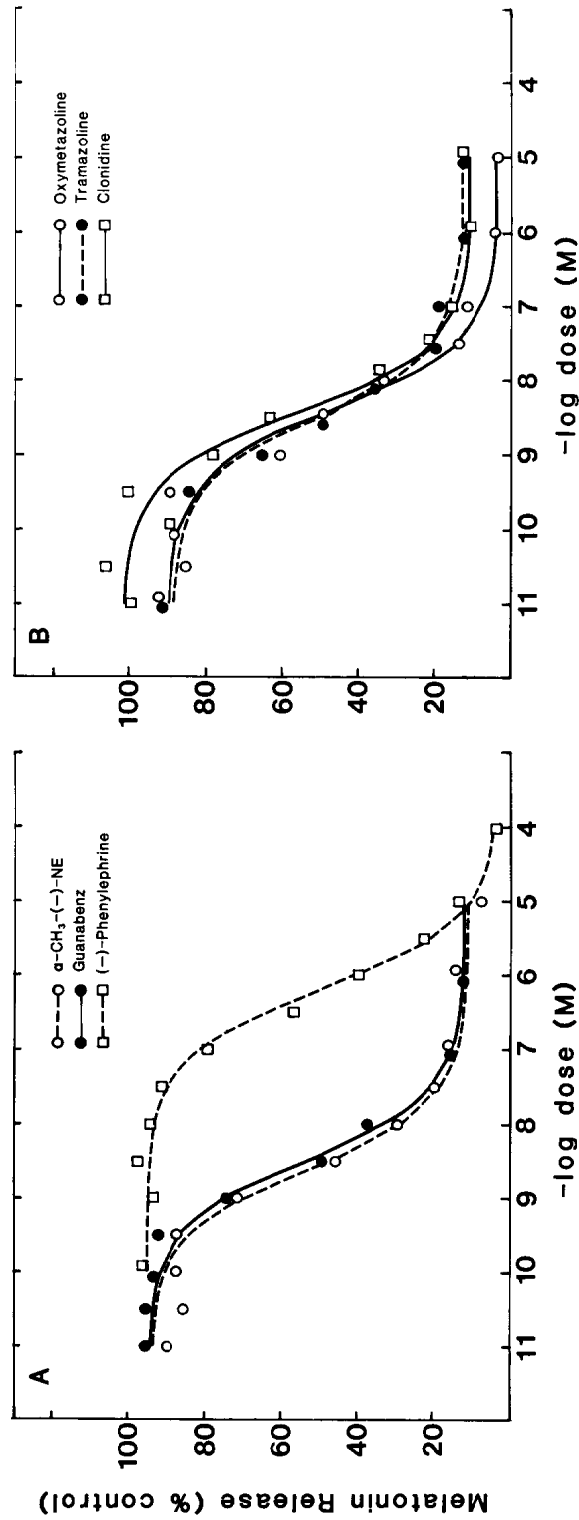 A
α-CH₃-(−)-NE
Guanabenz
(−)-Phenylephrine
Melatonin Release (% control)
100
80
60
40
20
11 10 9 8 7 6 5 4
-log dose (M)
B
Oxymetazoline
Tramazoline
Clonidine
100
80
60
40
20
11 10 9 8 7 6 5 4
-log dose (M)